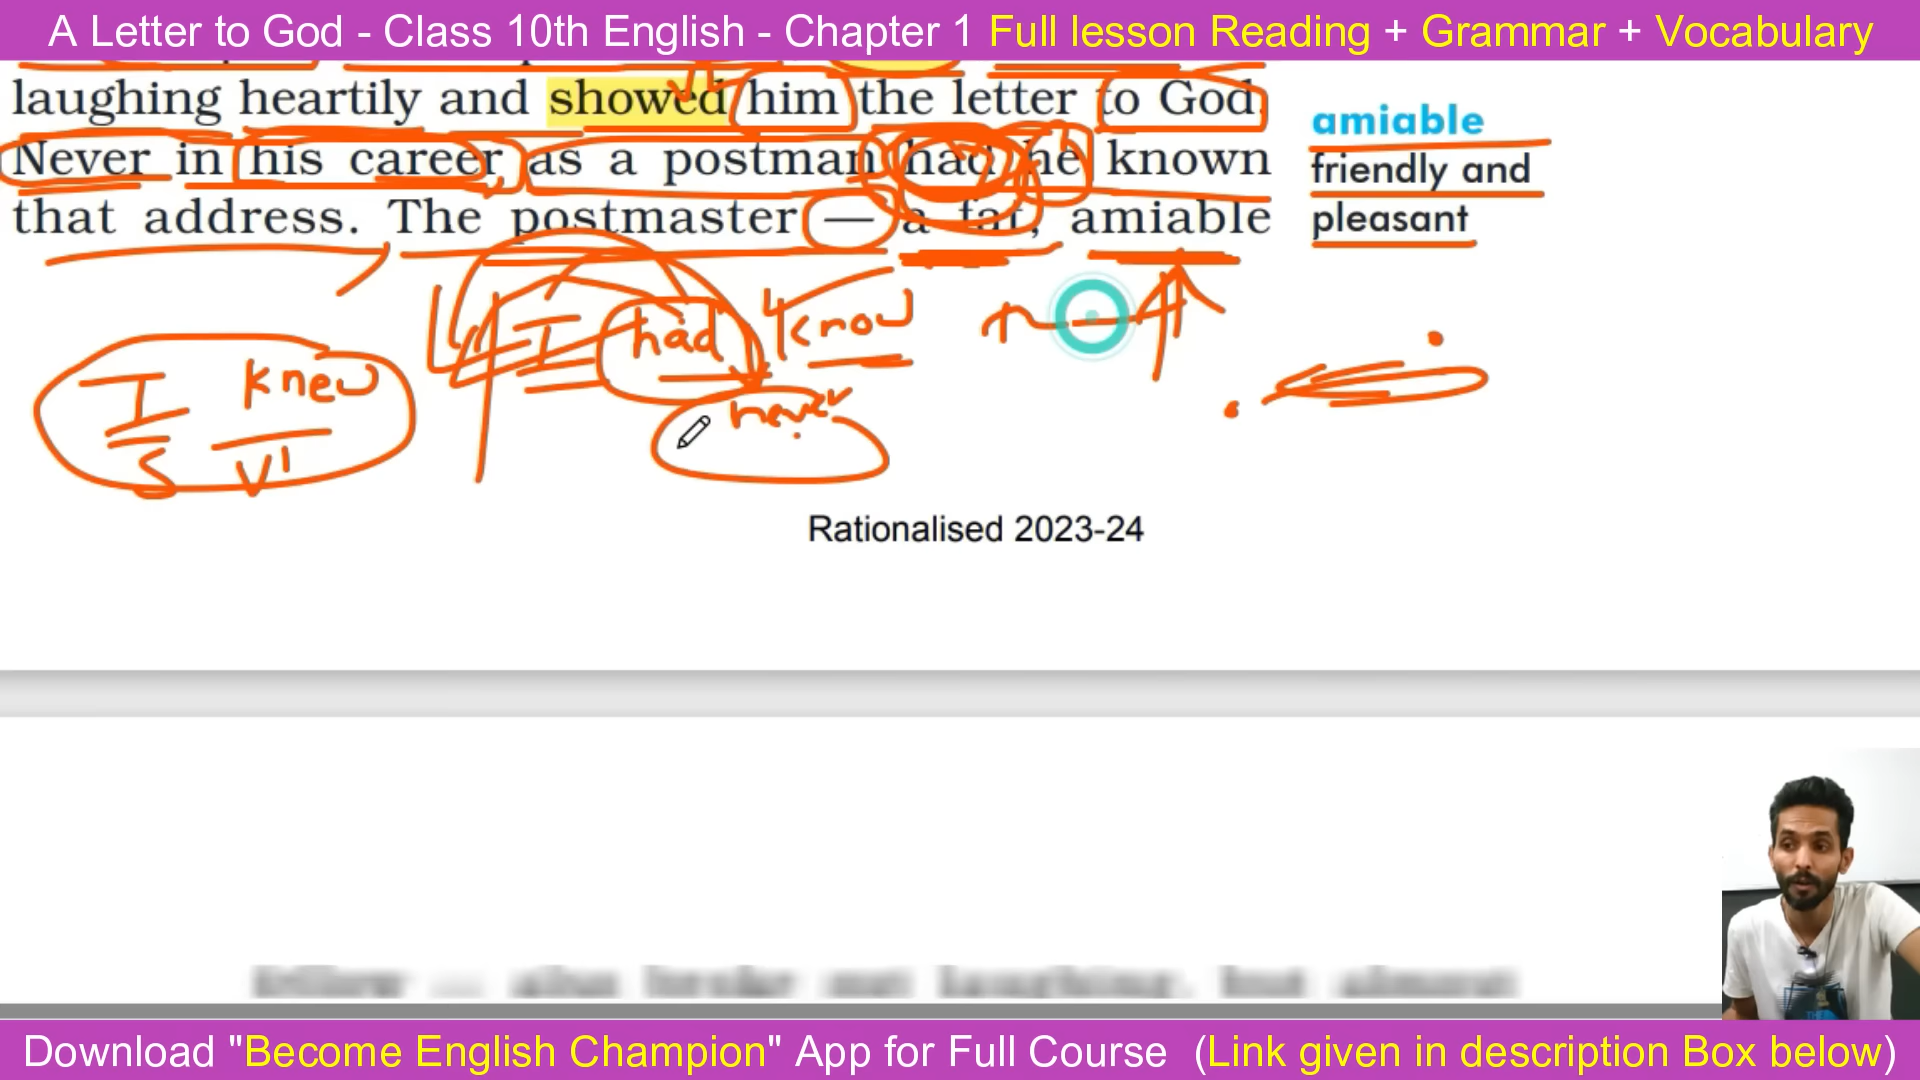 A Letter to God - Class 10th English - Chapter 1 Full lesson Reading + Grammar + Vocabulary
laughing heartily and showed him the letter to God.
Never in his career as a postman had he known
that address. The postmaster — a fat, amiable
amiable
friendly and
pleasant
I had know
I knew
never
S V1
Rationalised 2023-24
Download "Become English Champion" App for Full Course (Link given in description Box below)